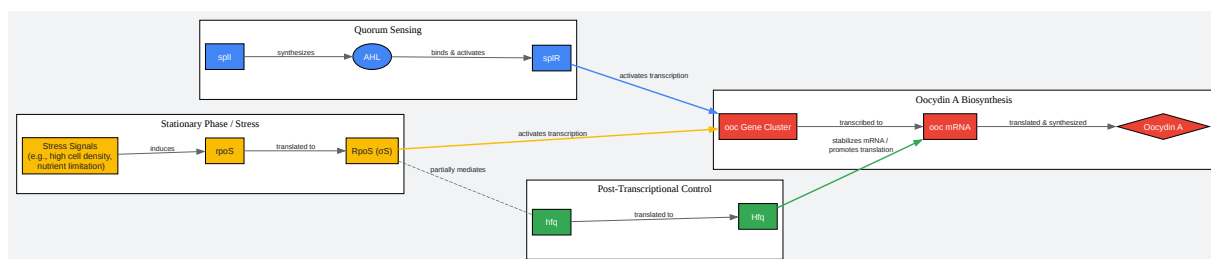 Quorum Sensing
splI
synthesizes
AHL
binds & activates
splR
activates transcription
Stationary Phase / Stress
Stress Signals
(e.g., high cell density,
nutrient limitation)
induces
rpoS
translated to
RpoS (σS)
activates transcription
partially mediates
Oocydin A Biosynthesis
ooc Gene Cluster
transcribed to
ooc mRNA
translated & synthesized
Oocydin A
stabilizes mRNA /
promotes translation
Post-Transcriptional Control
hfq
translated to
Hfq